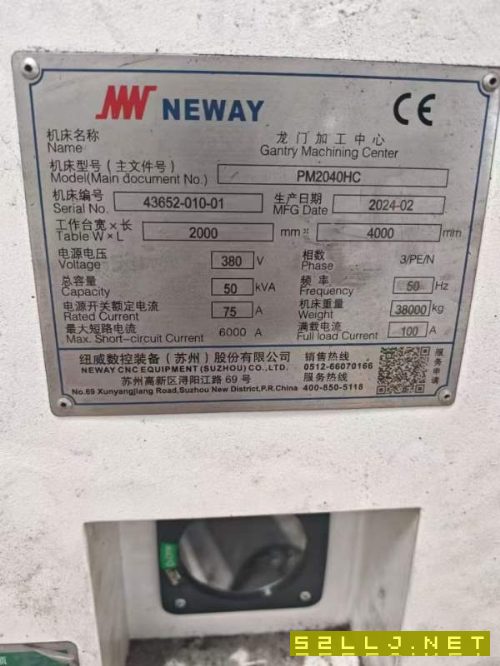 NEWAY CE
机床名称 龙门加工中心
Name Gantry Machining Center
机床型号 (主文件号) PM2040HC
Model(Main document No.)
机床编号 43652-010-01 生产日期 2024-02
Serial No. MFG Date
工作台宽×长 2000 mm × 4000 mm
Table W×L
电源电压 380 V 相数 3/PE/N
Voltage Phase
总容量 50 kVA 频率 50 Hz
Capacity Frequency
电源开关额定电流 75 A 机床重量 38000 kg
Rated Current Weight
最大短路电流 6000 A 满载电流 100 A
Max. Short-circuit Current Full load Current
纽威数控装备(苏州)股份有限公司 销售热线
NEWAY CNC EQUIPMENT (SUZHOU) CO., LTD. 0512-66070166
苏州高新区浔阳江路 69 号 服务热线
No.69 Xunyangjiang Road,Suzhou New District,P.R.China 400-850-5118
服务申请
52LLJ.NET